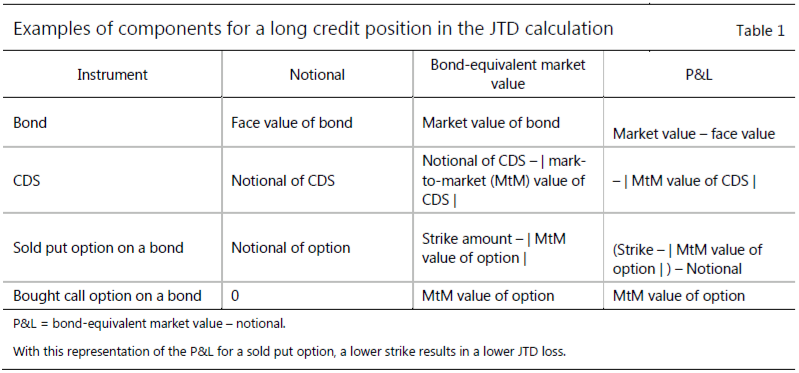 Examples of components for a long credit position in the JTD calculation Table 1
Instrument Notional Bond-equivalent market
value P&L
Bond Face value of bond Market value of bond Market value – face value
CDS Notional of CDS Notional of CDS – | mark-
to-market (MtM) value of
CDS | – | MtM value of CDS |
Sold put option on a bond Notional of option Strike amount – | MtM
value of option | (Strike – | MtM value of
option | ) – Notional
Bought call option on a bond 0 MtM value of option MtM value of option
P&L = bond-equivalent market value – notional.
With this representation of the P&L for a sold put option, a lower strike results in a lower JTD loss.